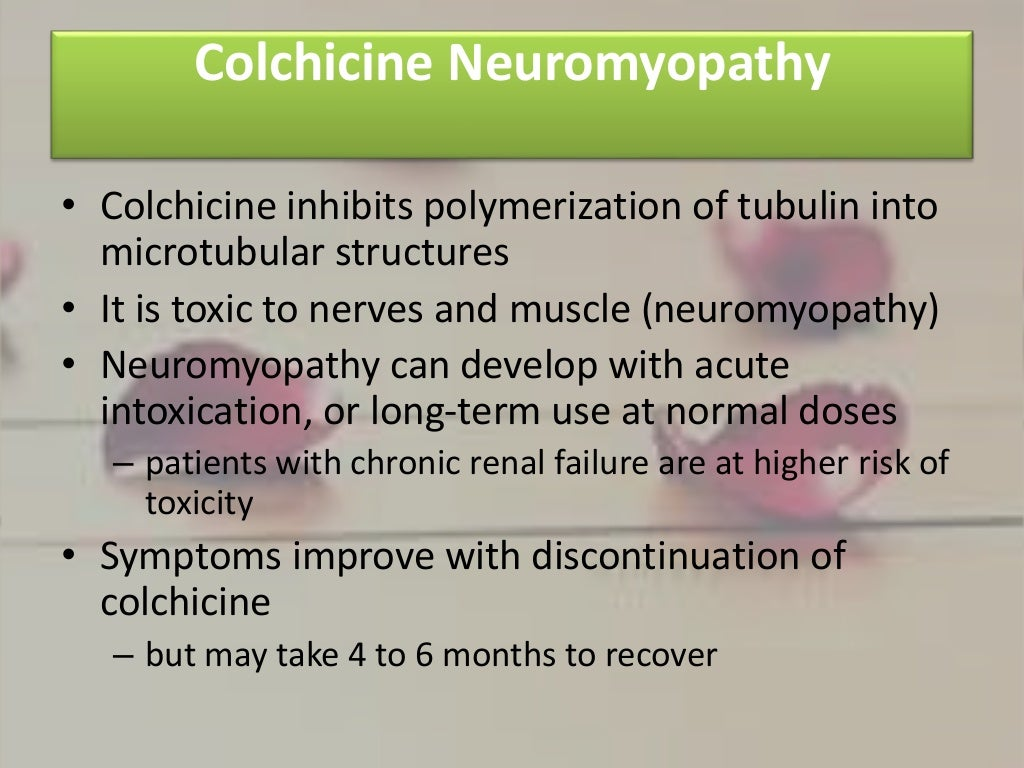 Colchicine Neuromyopathy
• Colchicine inhibits polymerization of tubulin into
microtubular structures
• It is toxic to nerves and muscle (neuromyopathy)
• Neuromyopathy can develop with acute
intoxication, or long-term use at normal doses
– patients with chronic renal failure are at higher risk of
toxicity
• Symptoms improve with discontinuation of
colchicine
– but may take 4 to 6 months to recover